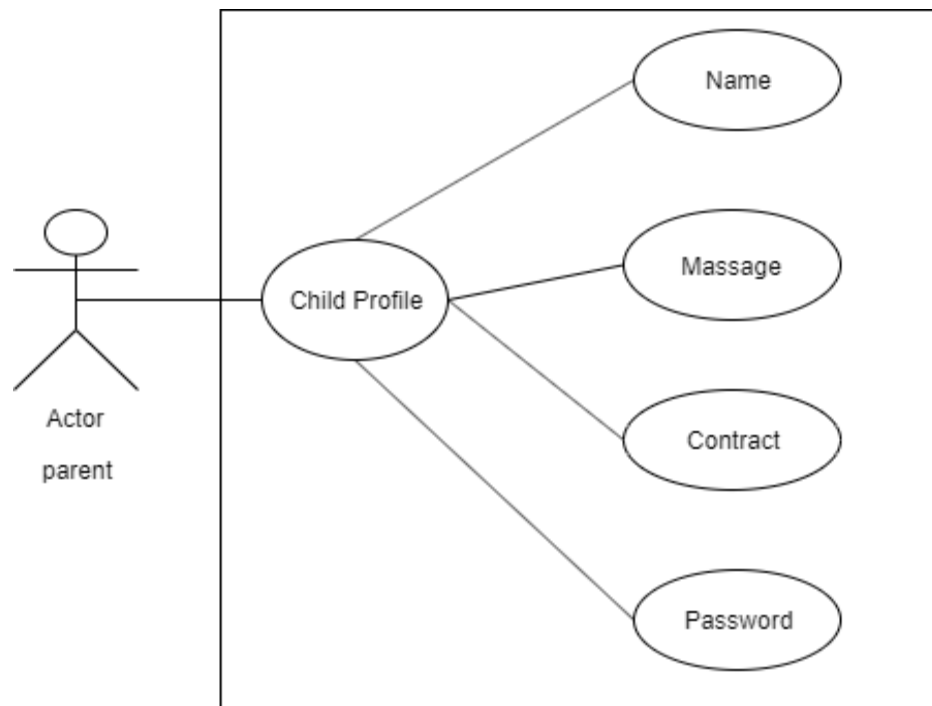 Name
Massage
Child Profile
Contract
Actor
parent
Password